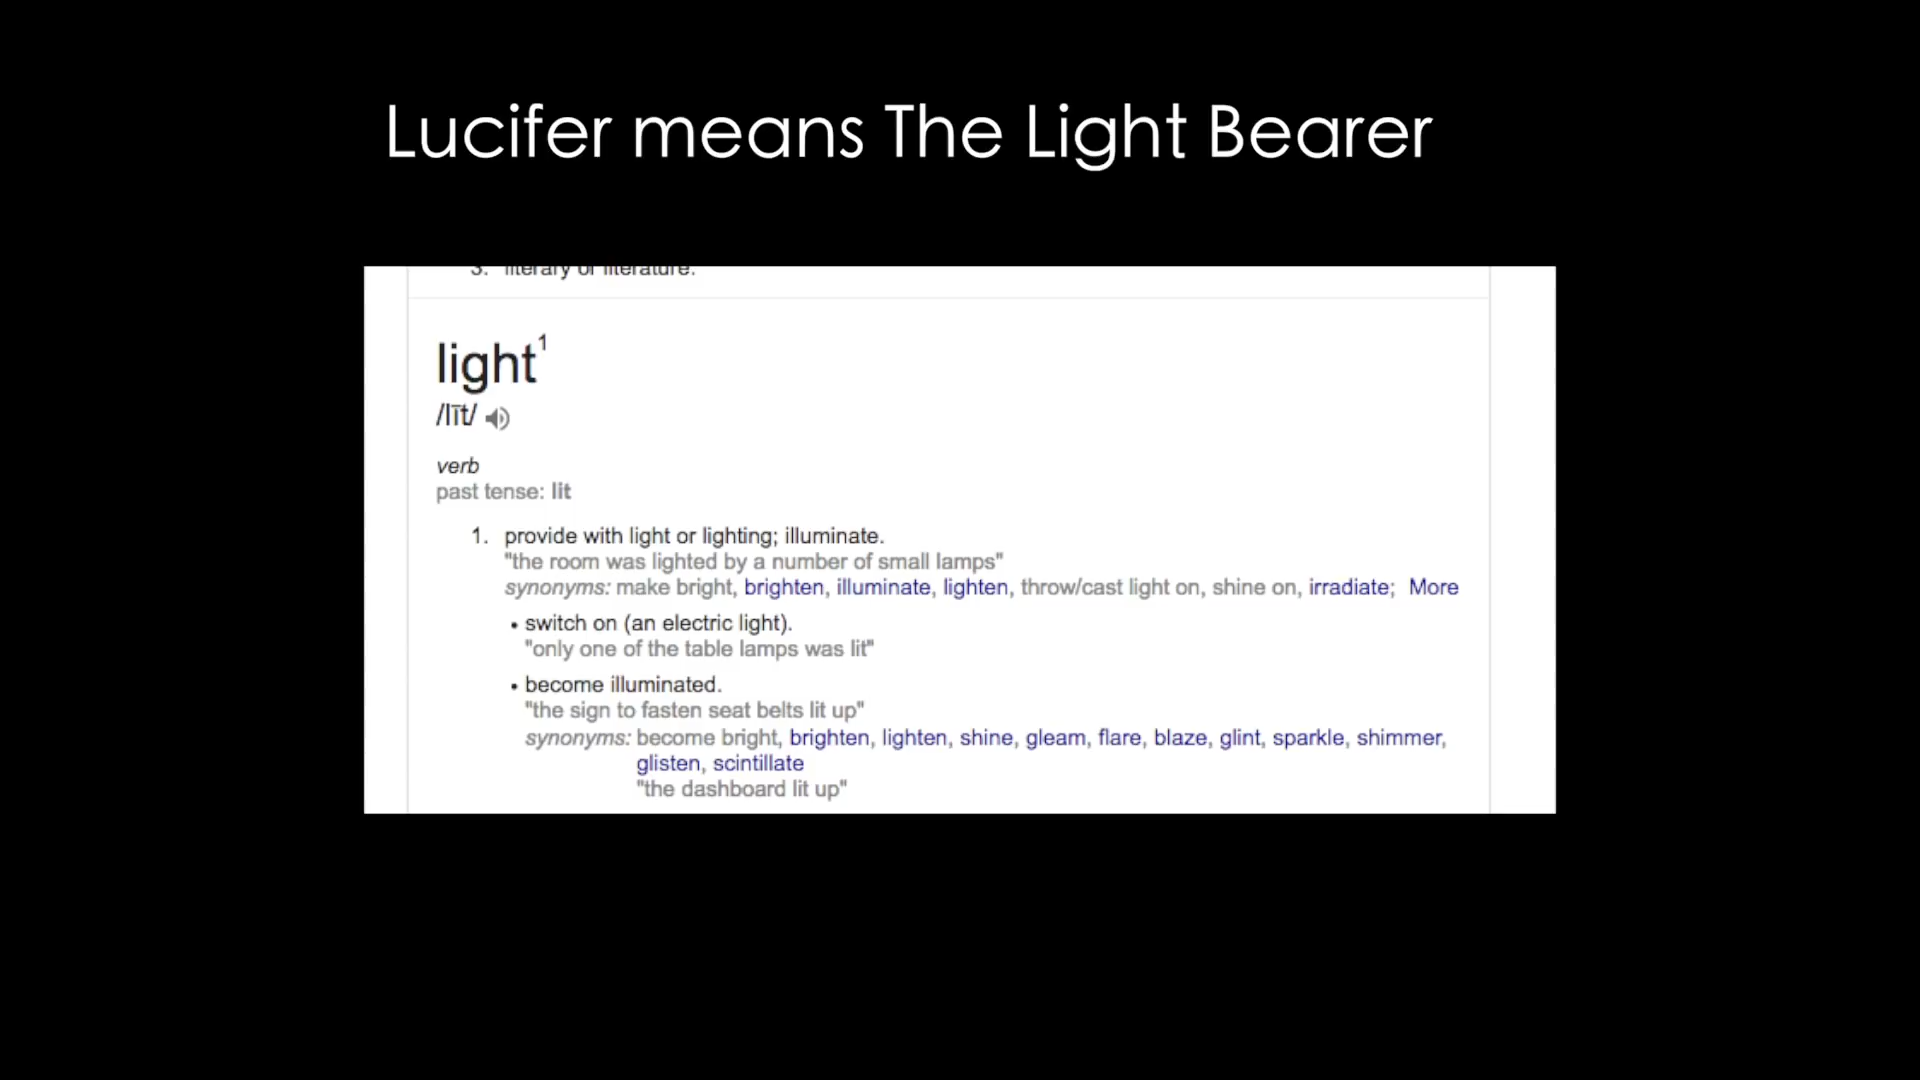 Lucifer means The Light Bearer
3. literary or literature.
light¹
/līt/
verb
past tense: lit
1. provide with light or lighting; illuminate.
"the room was lighted by a number of small lamps"
synonyms: make bright, brighten, illuminate, lighten, throw/cast light on, shine on, irradiate; More
• switch on (an electric light).
"only one of the table lamps was lit"
• become illuminated.
"the sign to fasten seat belts lit up"
synonyms: become bright, brighten, lighten, shine, gleam, flare, blaze, glint, sparkle, shimmer,
glisten, scintillate
"the dashboard lit up"